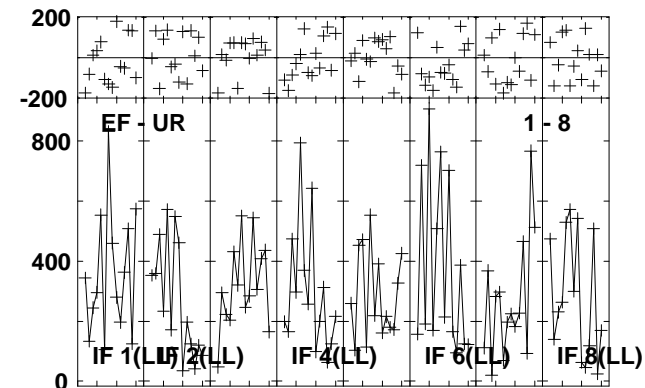 200
-200
EF - UR 1 - 8
800
400
IF 1(LL) IF 2(LL) IF 4(LL) IF 6(LL) IF 8(LL)
0